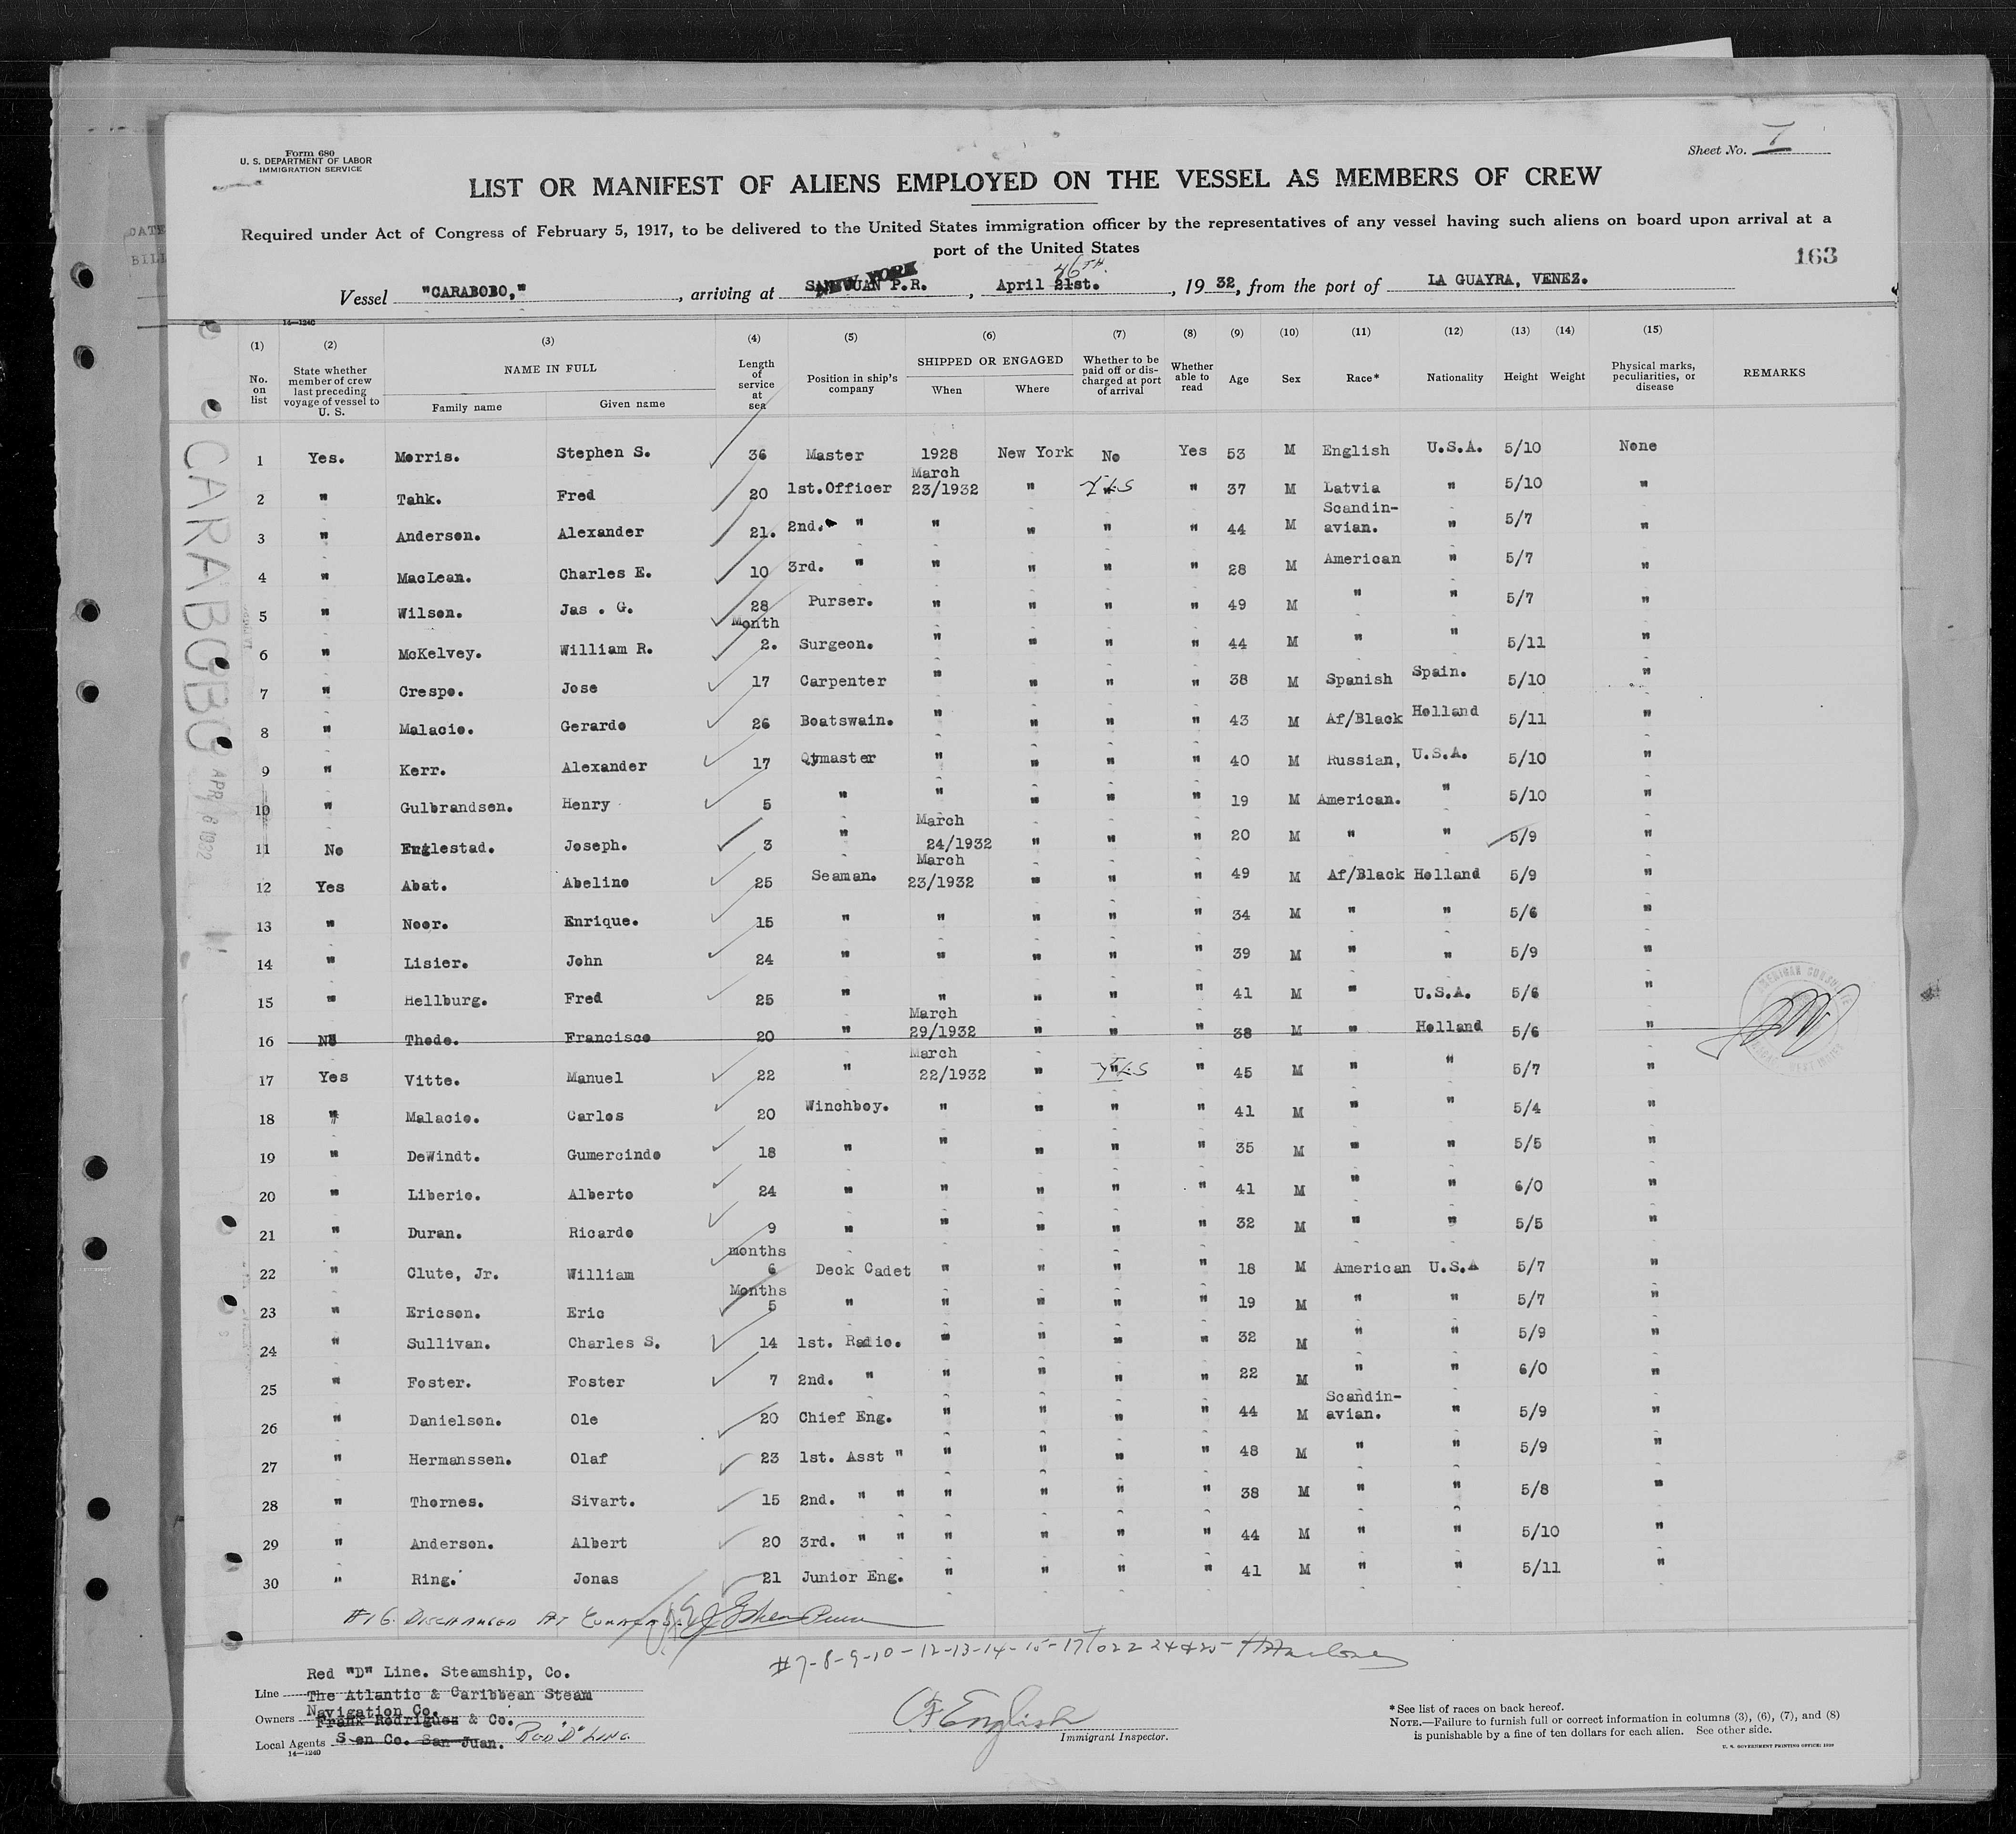 Form 680
U. S. DEPARTMENT OF LABOR
IMMIGRATION SERVICE
Sheet No. 7
LIST OR MANIFEST OF ALIENS EMPLOYED ON THE VESSEL AS MEMBERS OF CREW
Required under Act of Congress of February 5, 1917, to be delivered to the United States immigration officer by the representatives of any vessel having such aliens on board upon arrival at a
port of the United States
163
Vessel "CARABOBO," , arriving at SAN JUAN P.R. NEW YORK , April 21st. 26TH. , 19 32, from the port of LA GUAYRA, VENEZ.
14—1240
(1) (2) (3) (4) (5) (6) (7) (8) (9) (10) (11) (12) (13) (14) (15)
No. on list State whether member of crew last preceding voyage of vessel to U. S. NAME IN FULL Family name Given name Length of service at sea Position in ship's company SHIPPED OR ENGAGED When Where Whether to be paid off or discharged at port of arrival Whether able to read Age Sex Race* Nationality Height Weight Physical marks, peculiarities, or disease REMARKS
1 Yes. Morris. Stephen S. 36 Master 1928 New York No Yes 53 M English U.S.A. 5/10 None
2 " Tahk. Fred 20 1st.Officer March 23/1932 " YES " 37 M Latvia " 5/10 "
3 " Anderson. Alexander 21. 2nd. " " " " " 44 M Scandin-avian. " 5/7 "
4 " MacLean. Charles E. 10 3rd. " " " " " 28 M American " 5/7 "
5 " Wilson. Jas . G. 28 Purser. " " " " 49 M " " 5/7 "
6 " McKelvey. William R. Month 2. Surgeon. " " " " 44 M " " 5/11 "
7 " Crespo. Jose 17 Carpenter " " " " 38 M Spanish Spain. 5/10 "
8 " Malacio. Gerardo 26 Boatswain. " " " " 43 M Af/Black Holland 5/11 "
9 " Kerr. Alexander 17 Qtmaster " " " " 40 M Russian, U.S.A. 5/10 "
10 " Gulbrandsen. Henry 5 " " " " " 19 M American. " 5/10 "
11 No Englestad. Joseph. 3 " March 24/1932 " " " 20 M " " 5/9 "
12 Yes Abat. Abelino 25 Seaman. March 23/1932 " " " 49 M Af/Black Holland 5/9 "
13 " Noor. Enrique. 15 " " " " " 34 M " " 5/6 "
14 " Lisier. John 24 " " " " " 39 M " " 5/9 "
15 " Hellburg. Fred 25 " " " " " 41 M " U.S.A. 5/6 "
16 No Thode. Francisco 20 " March 29/1932 " " " 38 M " Holland 5/6 "
17 Yes Vitte. Manuel 22 " March 22/1932 " YES " 45 M " " 5/7 "
18 " Malacio. Carlos 20 Winchboy. " " " " 41 M " " 5/4 "
19 " DeWindt. Gumercindo 18 " " " " " 35 M " " 5/5 "
20 " Liberio. Alberto 24 " " " " " 41 M " " 6/0 "
21 " Duran. Ricardo 9 " " " " " 32 M " " 5/5 "
22 " Clute, Jr. William months 6 Deck Cadet " " " " 18 M American U.S.A 5/7 "
23 " Ericson. Eric Months 5 " " " " " 19 M " " 5/7 "
24 " Sullivan. Charles S. 14 1st. Radio. " " " " 32 M " " 5/9 "
25 " Foster. Foster 7 2nd. " " " " " 22 M " " 6/0 "
26 " Danielson. Ole 20 Chief Eng. " " " " 44 M Scandin-avian. " 5/9 "
27 " Hermanssen. Olaf 23 1st. Asst " " " " " 48 M " " 5/9 "
28 " Thornes. Sivart. 15 2nd. " " " " " " 38 M " " 5/8 "
29 " Anderson. Albert 20 3rd. " " " " " " 44 M " " 5/10 "
30 " Ring. Jonas 21 Junior Eng. " " " " 41 M " " 5/11 "
CARABOBO
#16 DISCHARGED AT
#7-8-9-10-12-13-14-15-17 To 22 24 & 25
Line Red "D" Line. Steamship, Co.
The Atlantic & Caribbean Steam
Owners Navigation Co.
Frank Rodrigues & Co.
Local Agents S en Co. San Juan. RED "D" LINE
14—1240
CF English
Immigrant Inspector.
* See list of races on back hereof.
NOTE.—Failure to furnish full or correct information in columns (3), (6), (7), and (8)
is punishable by a fine of ten dollars for each alien. See other side.
U. S. GOVERNMENT PRINTING OFFICE: 1929